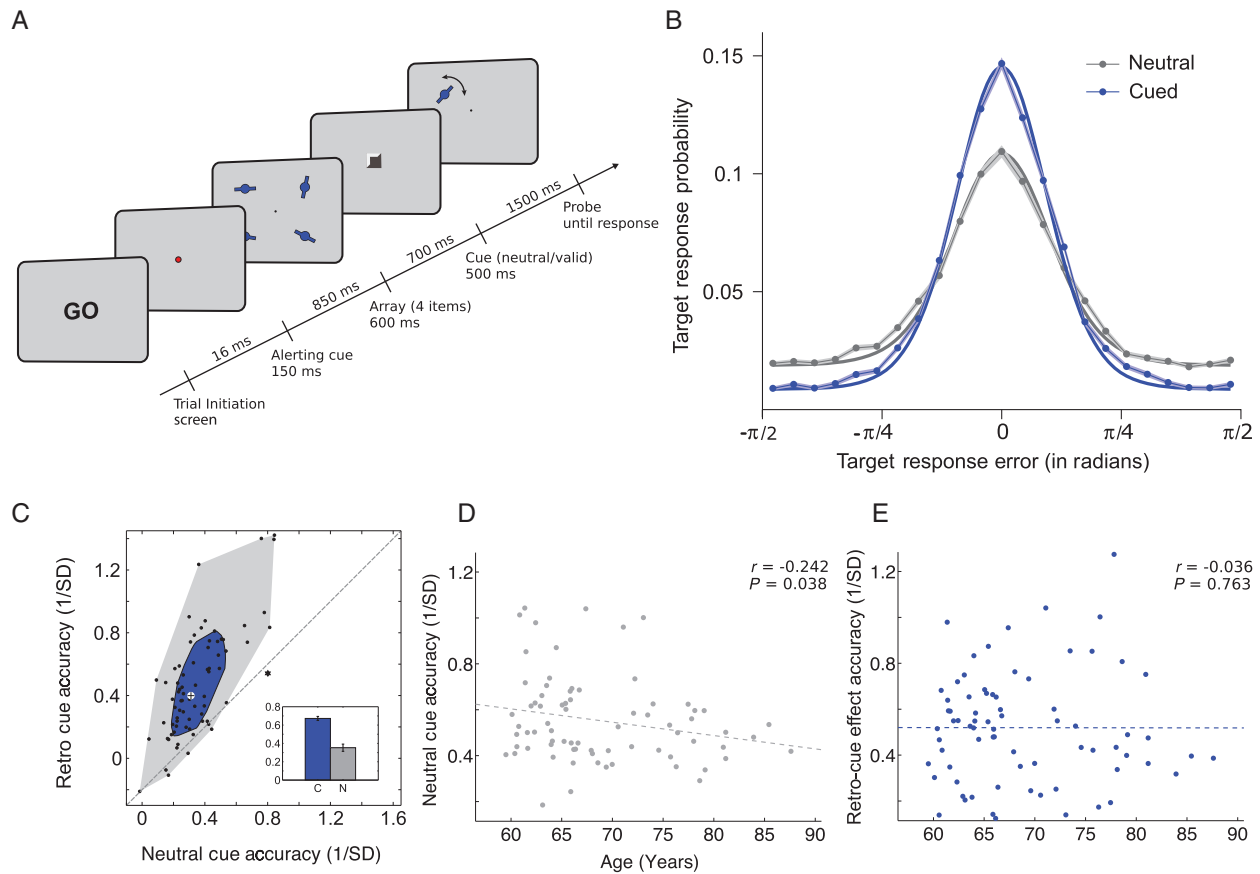 A
GO
16 ms
850 ms
700 ms
1500 ms
Trial Initiation
screen
Alerting cue
150 ms
Array (4 items)
600 ms
Cue (neutral/valid)
500 ms
Probe
until response
B
Target response probability
0.15
0.1
0.05
Neutral
Cued
-π/2
-π/4
0
π/4
π/2
Target response error (in radians)
C
Retro cue accuracy (1/SD)
1.2
0.8
0.4
0
0
0.4
0.8
1.2
1.6
Neutral cue accuracy (1/SD)
0.8
0.6
0.4
0.2
0
C
N
D
Neutral cue accuracy (1/SD)
1.2
0.8
0.4
r = -0.242
P = 0.038
60
65
70
75
80
85
90
Age (Years)
E
Retro-cue effect accuracy (1/SD)
1.2
0.8
0.4
r = -0.036
P = 0.763
60
65
70
75
80
85
90